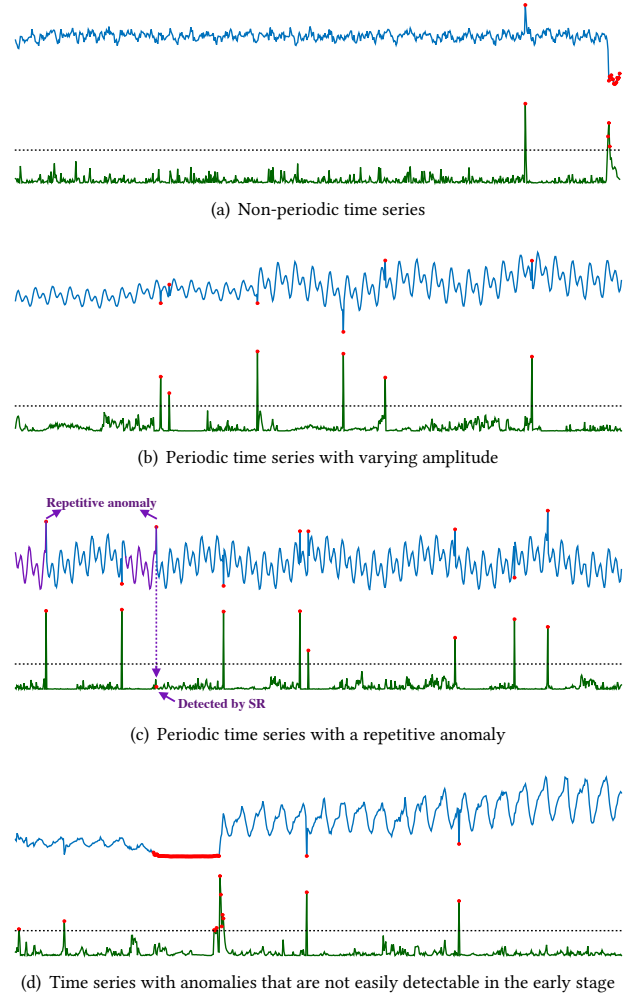 (a) Non-periodic time series
(b) Periodic time series with varying amplitude
Repetitive anomaly
Detected by SR
(c) Periodic time series with a repetitive anomaly
(d) Time series with anomalies that are not easily detectable in the early stage